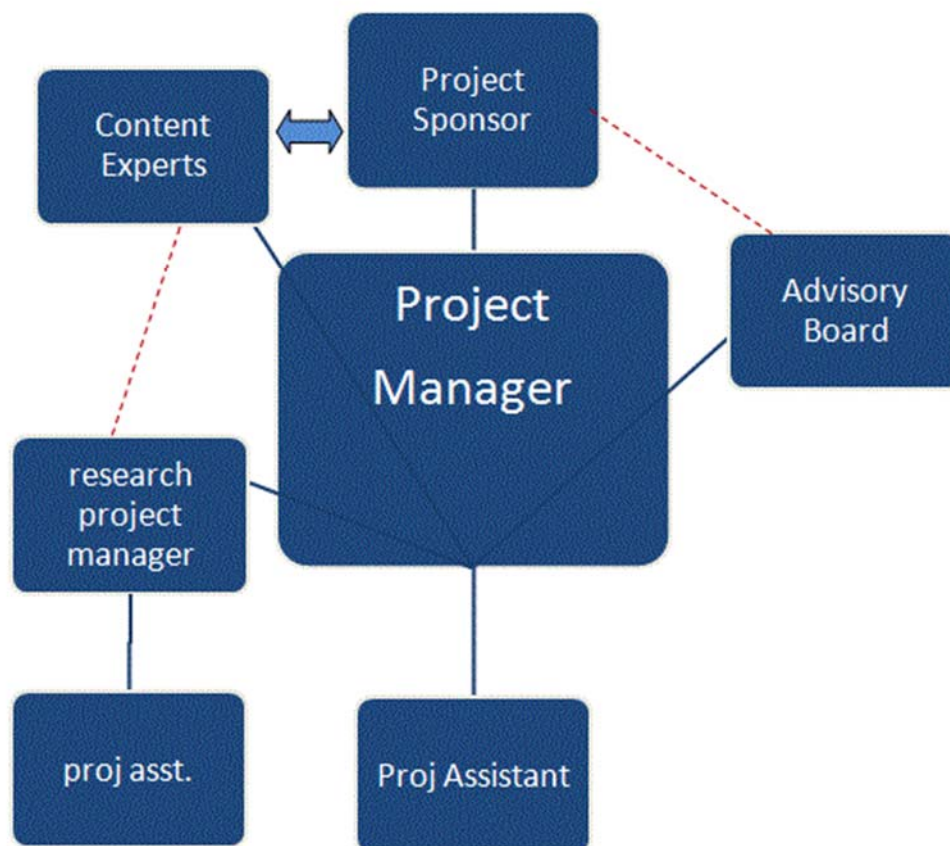 Project
Sponsor
Content
Experts
Project
Manager
Advisory
Board
research
project
manager
proj asst.
Proj Assistant